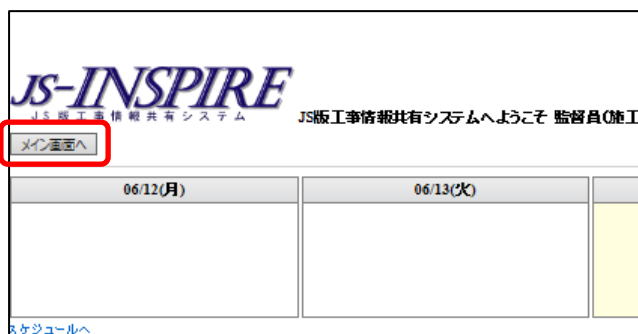 JS-INSPIRE
JS版工事情報共有システム
JS版工事情報共有システムへようこそ 監督員(施工
メイン画面へ
06/12(月) 06/13(火)
スケジュールへ